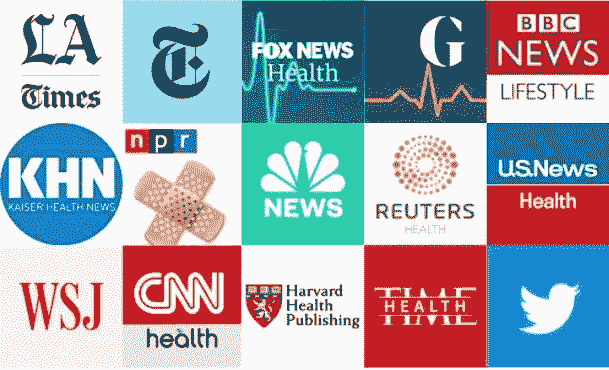 LA
Times
T
FOX NEWS
Health
G
BBC
NEWS
LIFESTYLE
KHN
KAISER HEALTH NEWS
npr
NEWS
REUTERS
HEALTH
U.S.News
Health
WSJ
CNN
health
Harvard
Health
Publishing
TIME
HEALTH